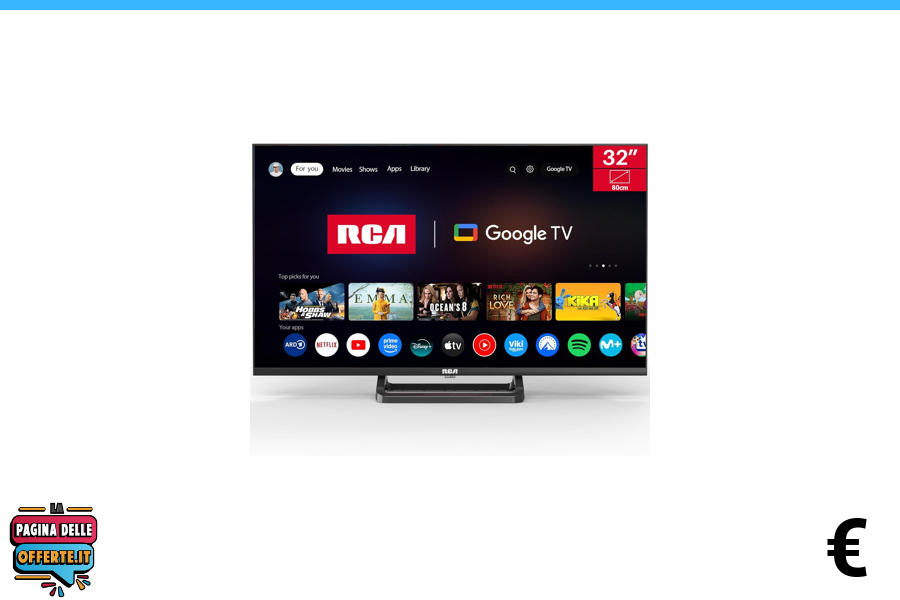 32”
80cm
For you Movies Shows Apps Library Google TV
RCA Google TV
Top picks for you
HOBBS & SHAW
EMMA.
OCEAN'S 8
NETFLIX
RICH IN LOVE
KIKA
Your apps
ARD NETFLIX prime video Disney+ tv Viki Rakuten M+
RCA
LA
PAGINA DELLE
OFFERTE.IT
€